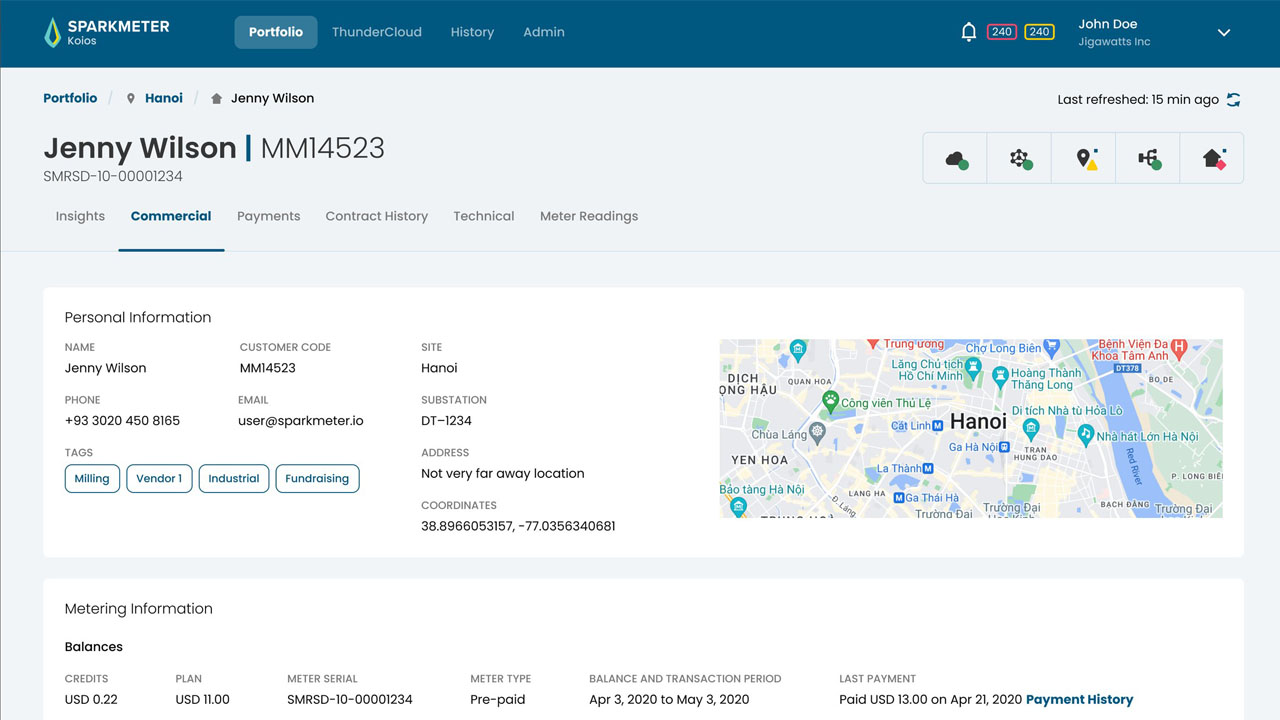 SPARKMETER
Koios
Portfolio ThunderCloud History Admin
240 240
John Doe
Jigawatts Inc
Portfolio / Hanoi / Jenny Wilson
Last refreshed: 15 min ago
Jenny Wilson | MM14523
SMRSD-10-00001234
Insights Commercial Payments Contract History Technical Meter Readings
Personal Information
NAME CUSTOMER CODE SITE
Jenny Wilson MM14523 Hanoi
PHONE EMAIL SUBSTATION
+93 3020 450 8165 user@sparkmeter.io DT–1234
TAGS ADDRESS
Milling Vendor 1 Industrial Fundraising
Not very far away location
COORDINATES
38.8966053157, -77.0356340681
Trung ương
Chợ Long Biên
Bệnh Viện Đa
Khoa Tâm Anh
DT378
DỊCH
VỌNG HẬU
QUAN HOA
Lăng Chủ tịch
Hồ Chí Minh
Hoàng Thành
Thăng Long
BO,DE
Công viên Thủ Lệ
Hanoi
Di tích Nhà tù Hỏa Lò
Cát Linh
Chùa Láng
Ga Hà Nội
TRAN
HUNG DAO
Nhà hát Lớn Hà Nội
YEN HOA
La Thành
Red River
P. LONG BIÊN
Bảo tàng Hà Nội
LANG HA
Đ. Láng
Ga Thái Hà
BẠCH ĐẰNG
Trường Đại
Trường Đại
Metering Information
Balances
CREDITS PLAN METER SERIAL METER TYPE BALANCE AND TRANSACTION PERIOD LAST PAYMENT
USD 0.22 USD 11.00 SMRSD-10-00001234 Pre-paid Apr 3, 2020 to May 3, 2020 Paid USD 13.00 on Apr 21, 2020 Payment History